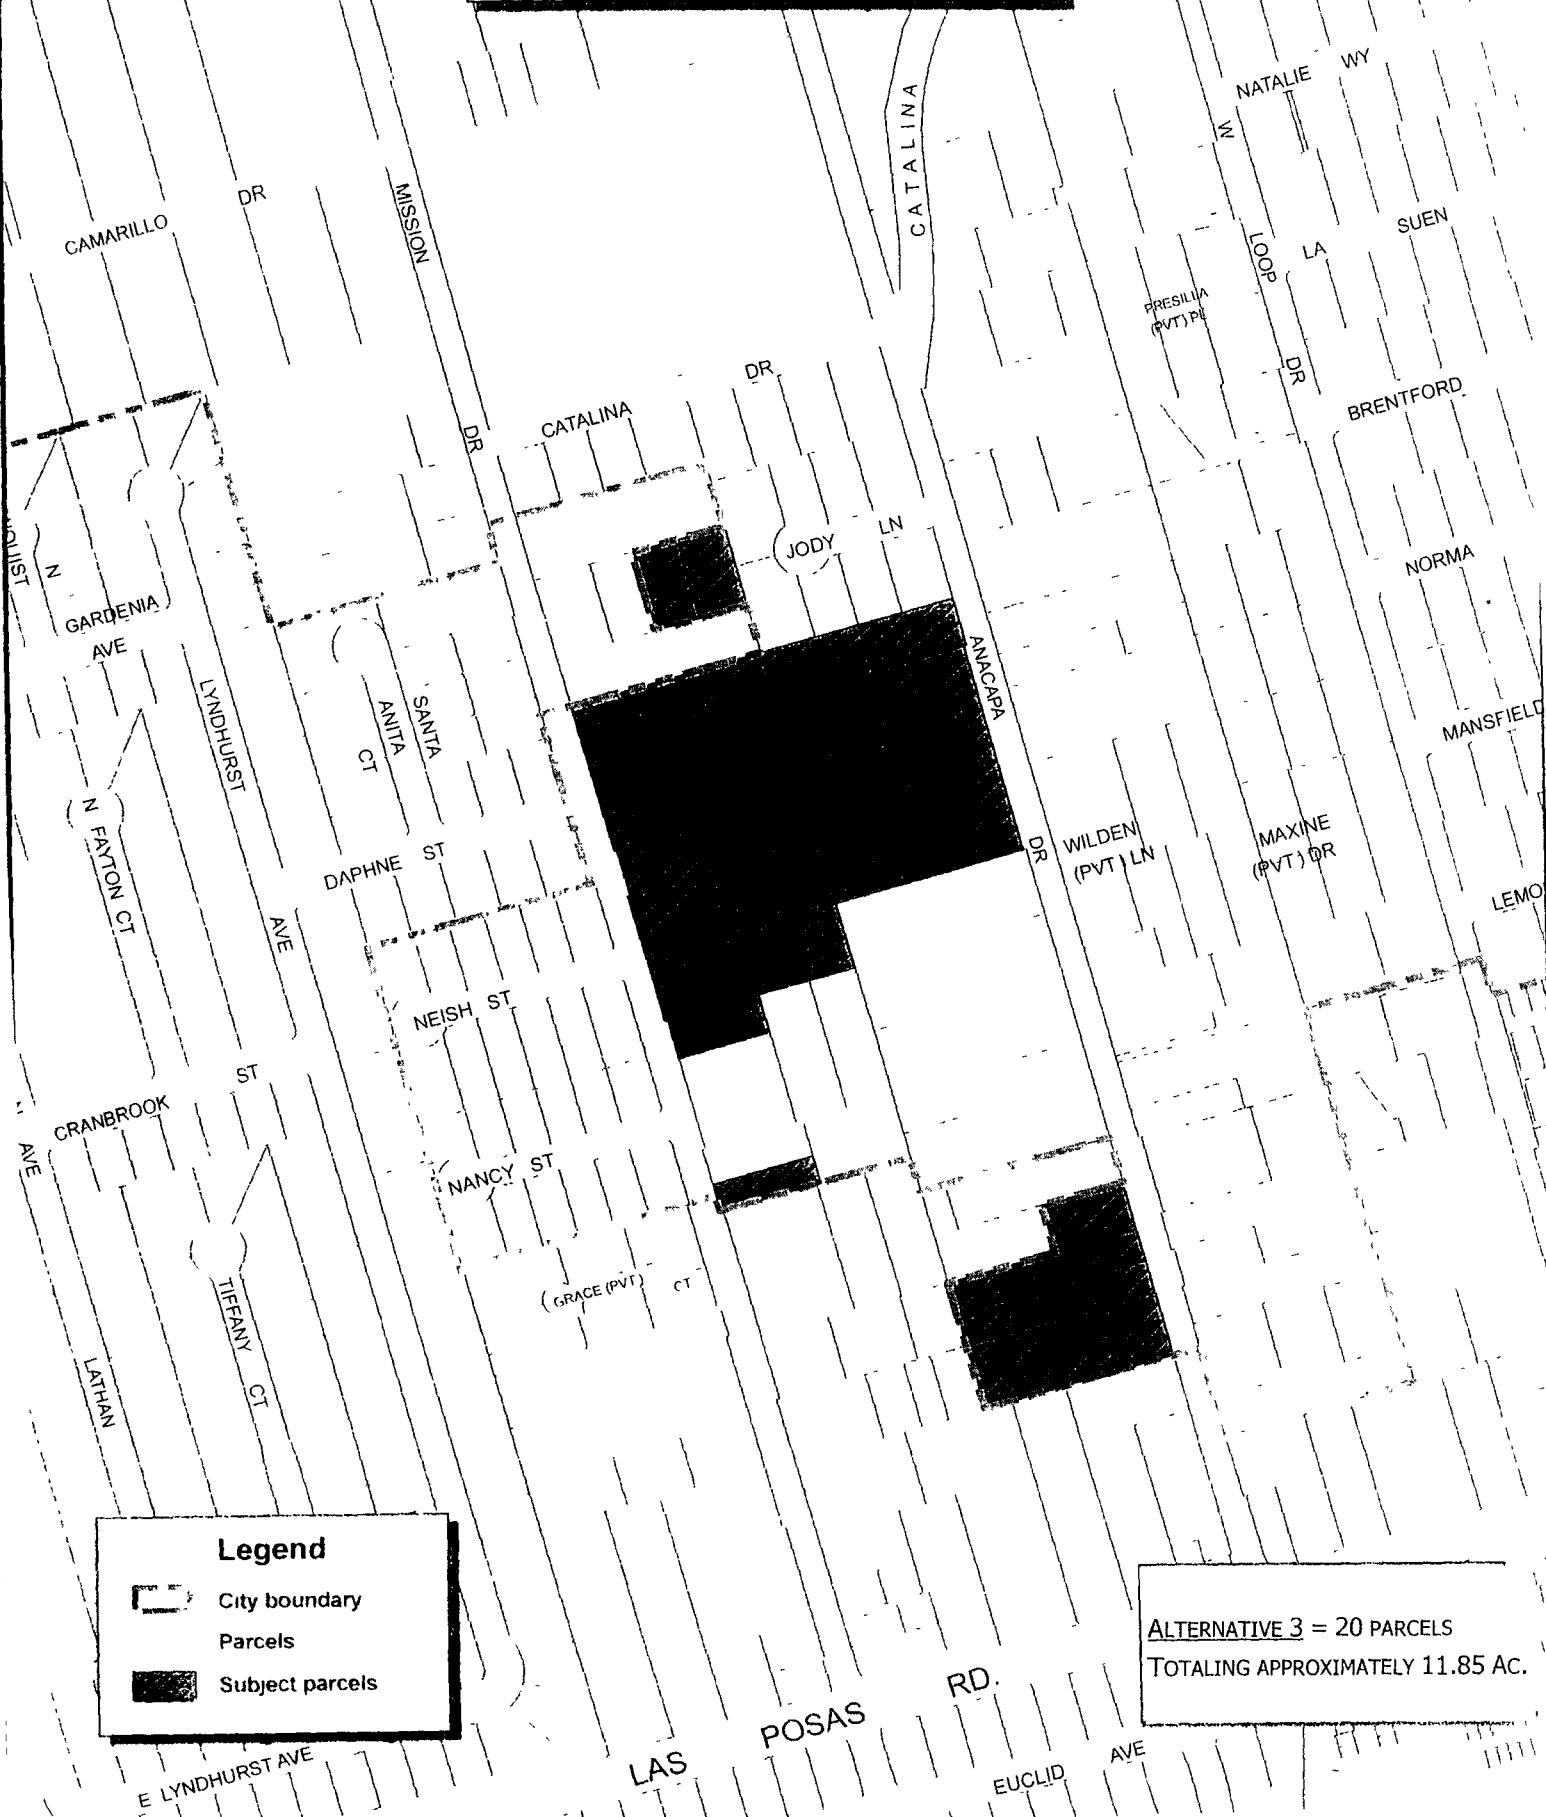 NATALIE WY
W
CATALINA
CAMARILLO DR
MISSION
LOOP
LA SUEN
PRESILLA
(PVT) PL
DR
DR
BRENTFORD
CATALINA
DR
JODY LN
N
NORMA
GARDENIA
AVE
LYNDHURST
SANTA
ANITA
CT
ANACAPA
MANSFIELD
N FAYTON CT
DAPHNE ST
DR
WILDEN
(PVT) LN
MAXINE
(PVT) DR
AVE
LEMO
NEISH ST
CRANBROOK ST
AVE
NANCY ST
GRACE (PVT) CT
TIFFANY CT
LATHAN
Legend
City boundary
Parcels
Subject parcels
ALTERNATIVE 3 = 20 PARCELS
TOTALING APPROXIMATELY 11.85 AC.
LAS POSAS RD.
E LYNDHURST AVE
EUCLID AVE